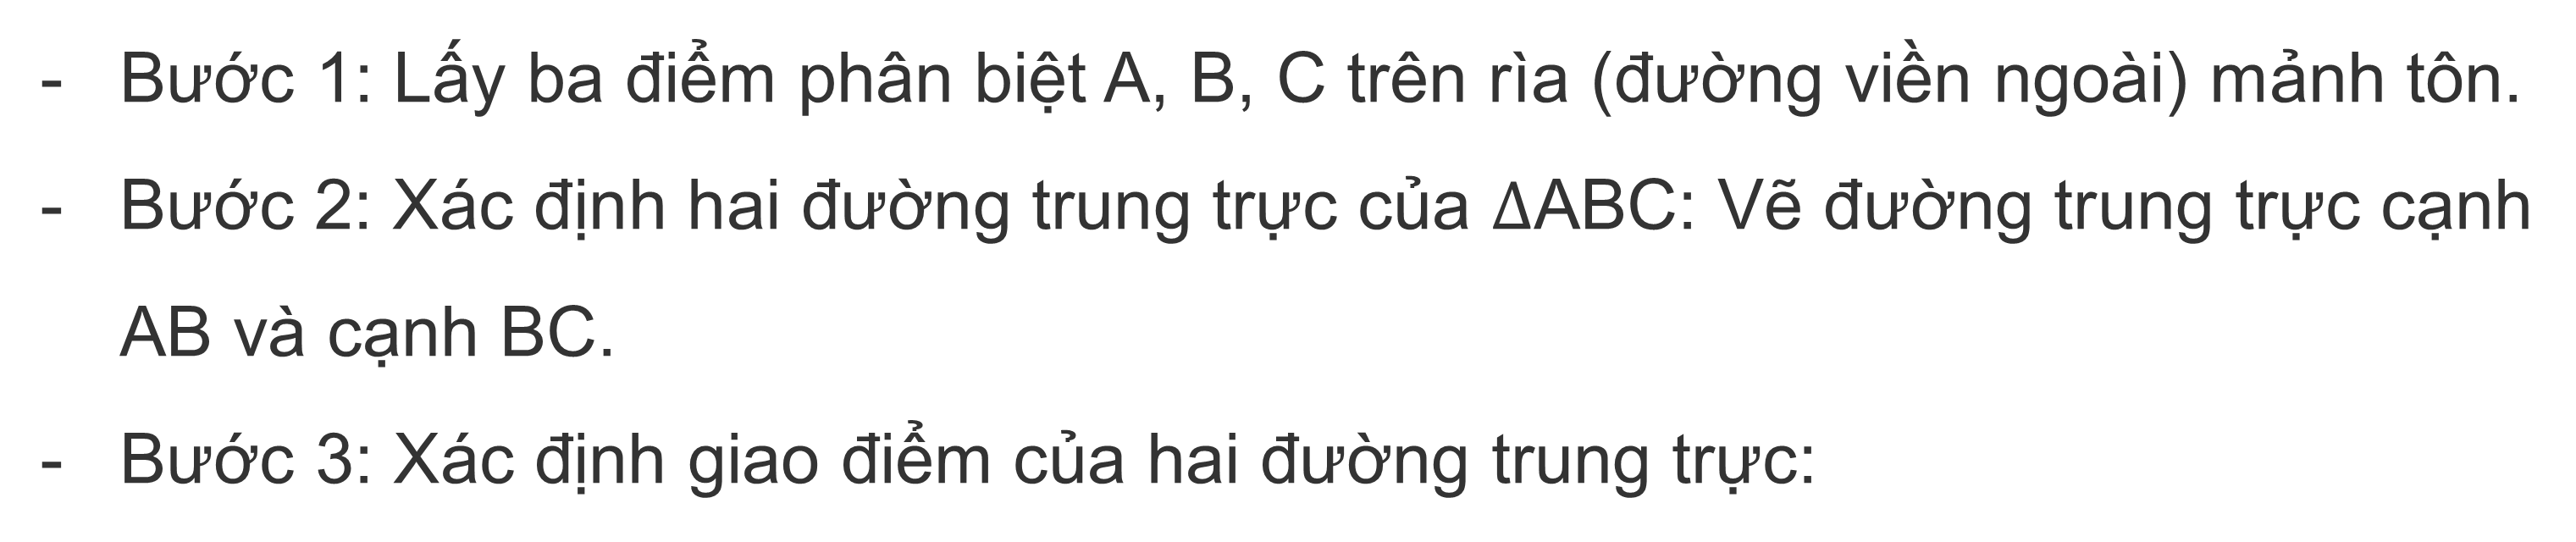 - Bước 1: Lấy ba điểm phân biệt A, B, C trên rìa (đường viền ngoài) mảnh tôn.
- Bước 2: Xác định hai đường trung trực của ΔABC: Vẽ đường trung trực cạnh
AB và cạnh BC.
- Bước 3: Xác định giao điểm của hai đường trung trực: